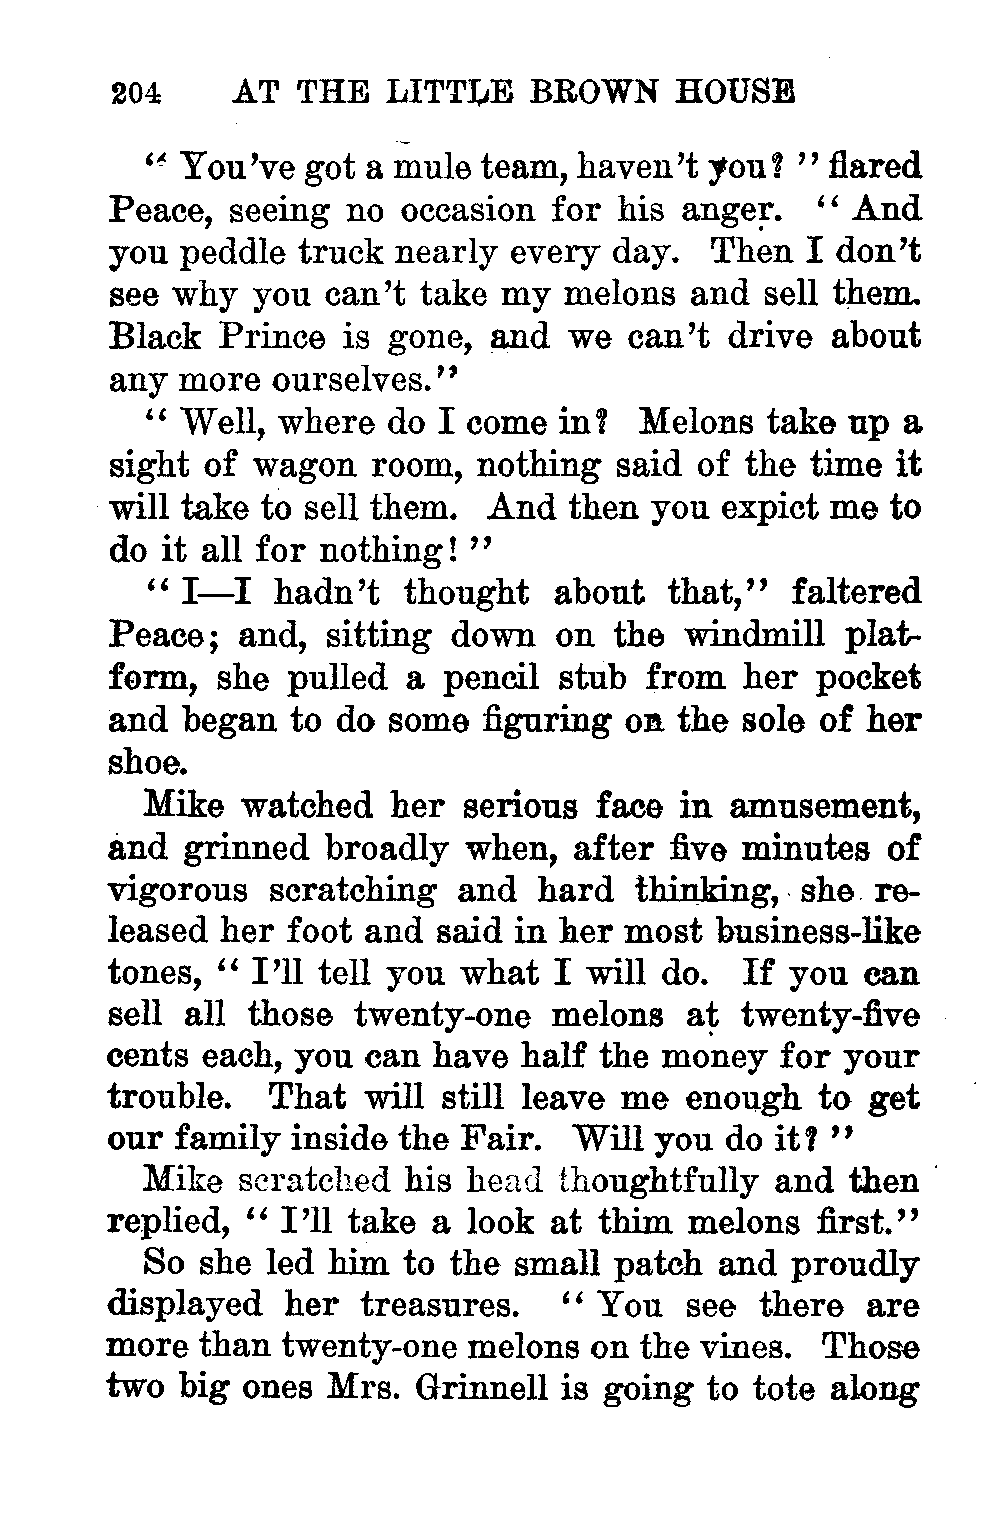 204 AT THE LITTLE BROWN HOUSE
“ You’ve got a mule team, haven’t you? ” flared
Peace, seeing no occasion for his anger. “ And
you peddle truck nearly every day. Then I don’t
see why you can’t take my melons and sell them.
Black Prince is gone, and we can’t drive about
any more ourselves.”
“ Well, where do I come in? Melons take up a
sight of wagon room, nothing said of the time it
will take to sell them. And then you expict me to
do it all for nothing! ”
“ I—I hadn’t thought about that,” faltered
Peace; and, sitting down on the windmill plat-
form, she pulled a pencil stub from her pocket
and began to do some figuring on the sole of her
shoe.
Mike watched her serious face in amusement,
and grinned broadly when, after five minutes of
vigorous scratching and hard thinking, she re-
leased her foot and said in her most business-like
tones, “ I’ll tell you what I will do. If you can
sell all those twenty-one melons at twenty-five
cents each, you can have half the money for your
trouble. That will still leave me enough to get
our family inside the Fair. Will you do it? ”
Mike scratched his head thoughtfully and then
replied, “ I’ll take a look at thim melons first.”
So she led him to the small patch and proudly
displayed her treasures. “ You see there are
more than twenty-one melons on the vines. Those
two big ones Mrs. Grinnell is going to tote along